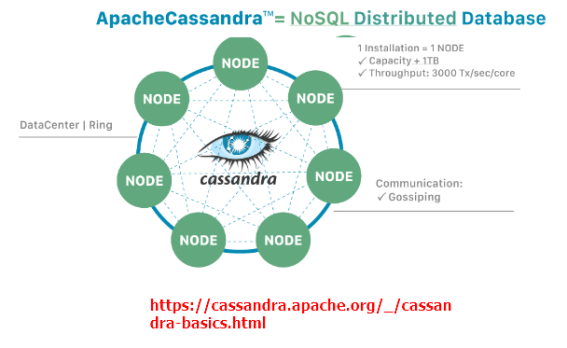 ApacheCassandra™= NoSQL Distributed Database
1 Installation = 1 NODE
✓ Capacity + 1TB
✓ Throughput: 3000 Tx/sec/core
NODE
NODE
NODE
DataCenter | Ring
cassandra
NODE
NODE
Communication:
✓ Gossiping
NODE
NODE
https://cassandra.apache.org/_/cassan
dra-basics.html